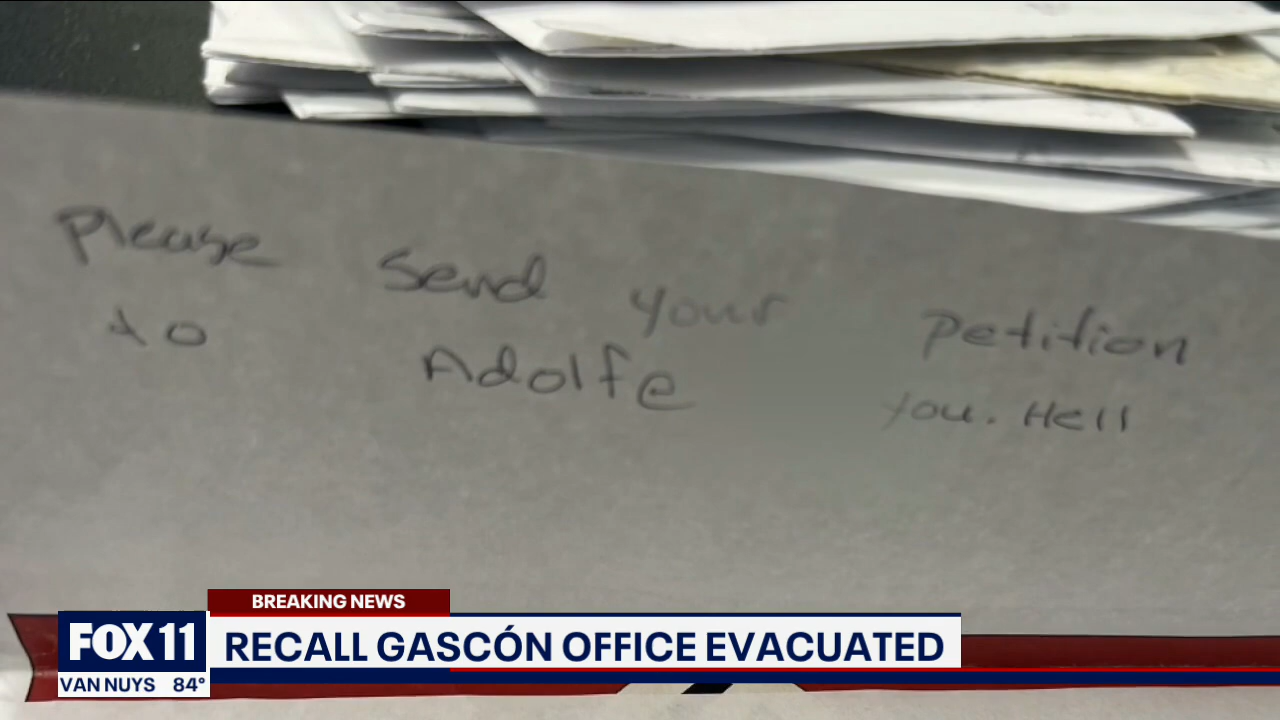 Please Send your Petition
to Adolfe you. Hell
BREAKING NEWS
FOX 11 RECALL GASCÓN OFFICE EVACUATED
VAN NUYS 84°